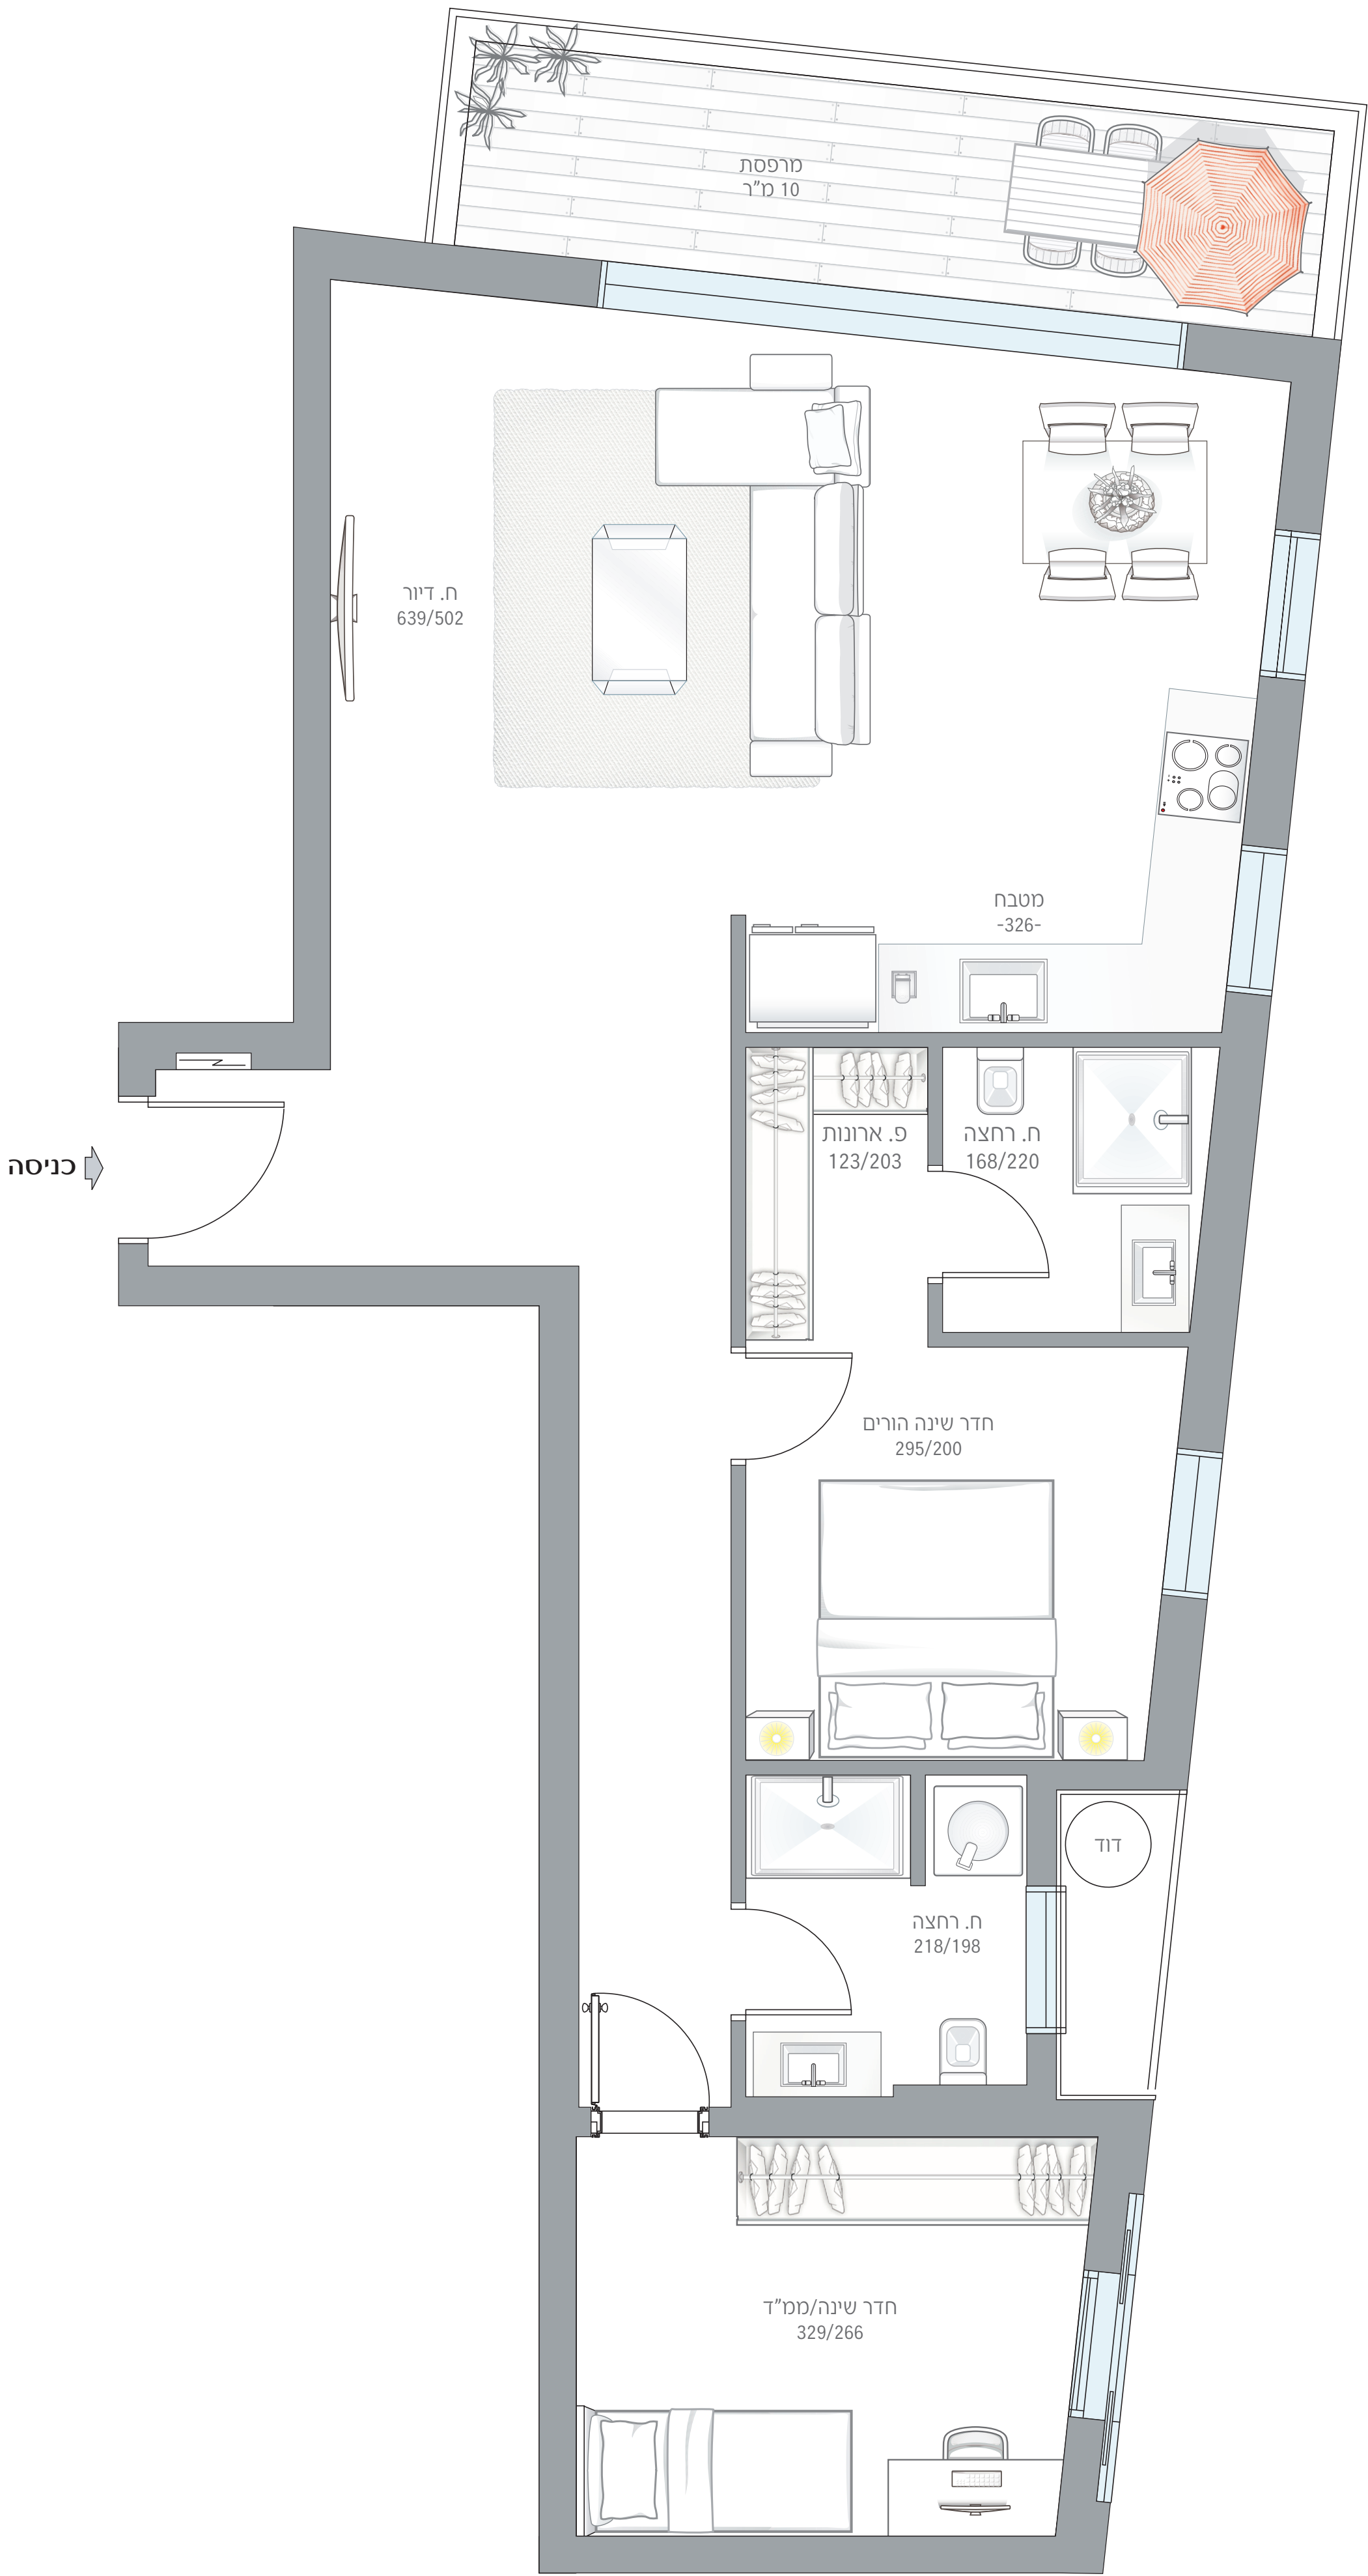 מרפסת
10 מ"ר
ח. דיור
639/502
מטבח
-326-
כניסה
פ. ארונות
123/203
ח. רחצה
168/220
חדר שינה הורים
295/200
דוד
ח. רחצה
218/198
חדר שינה/ממ"ד
329/266